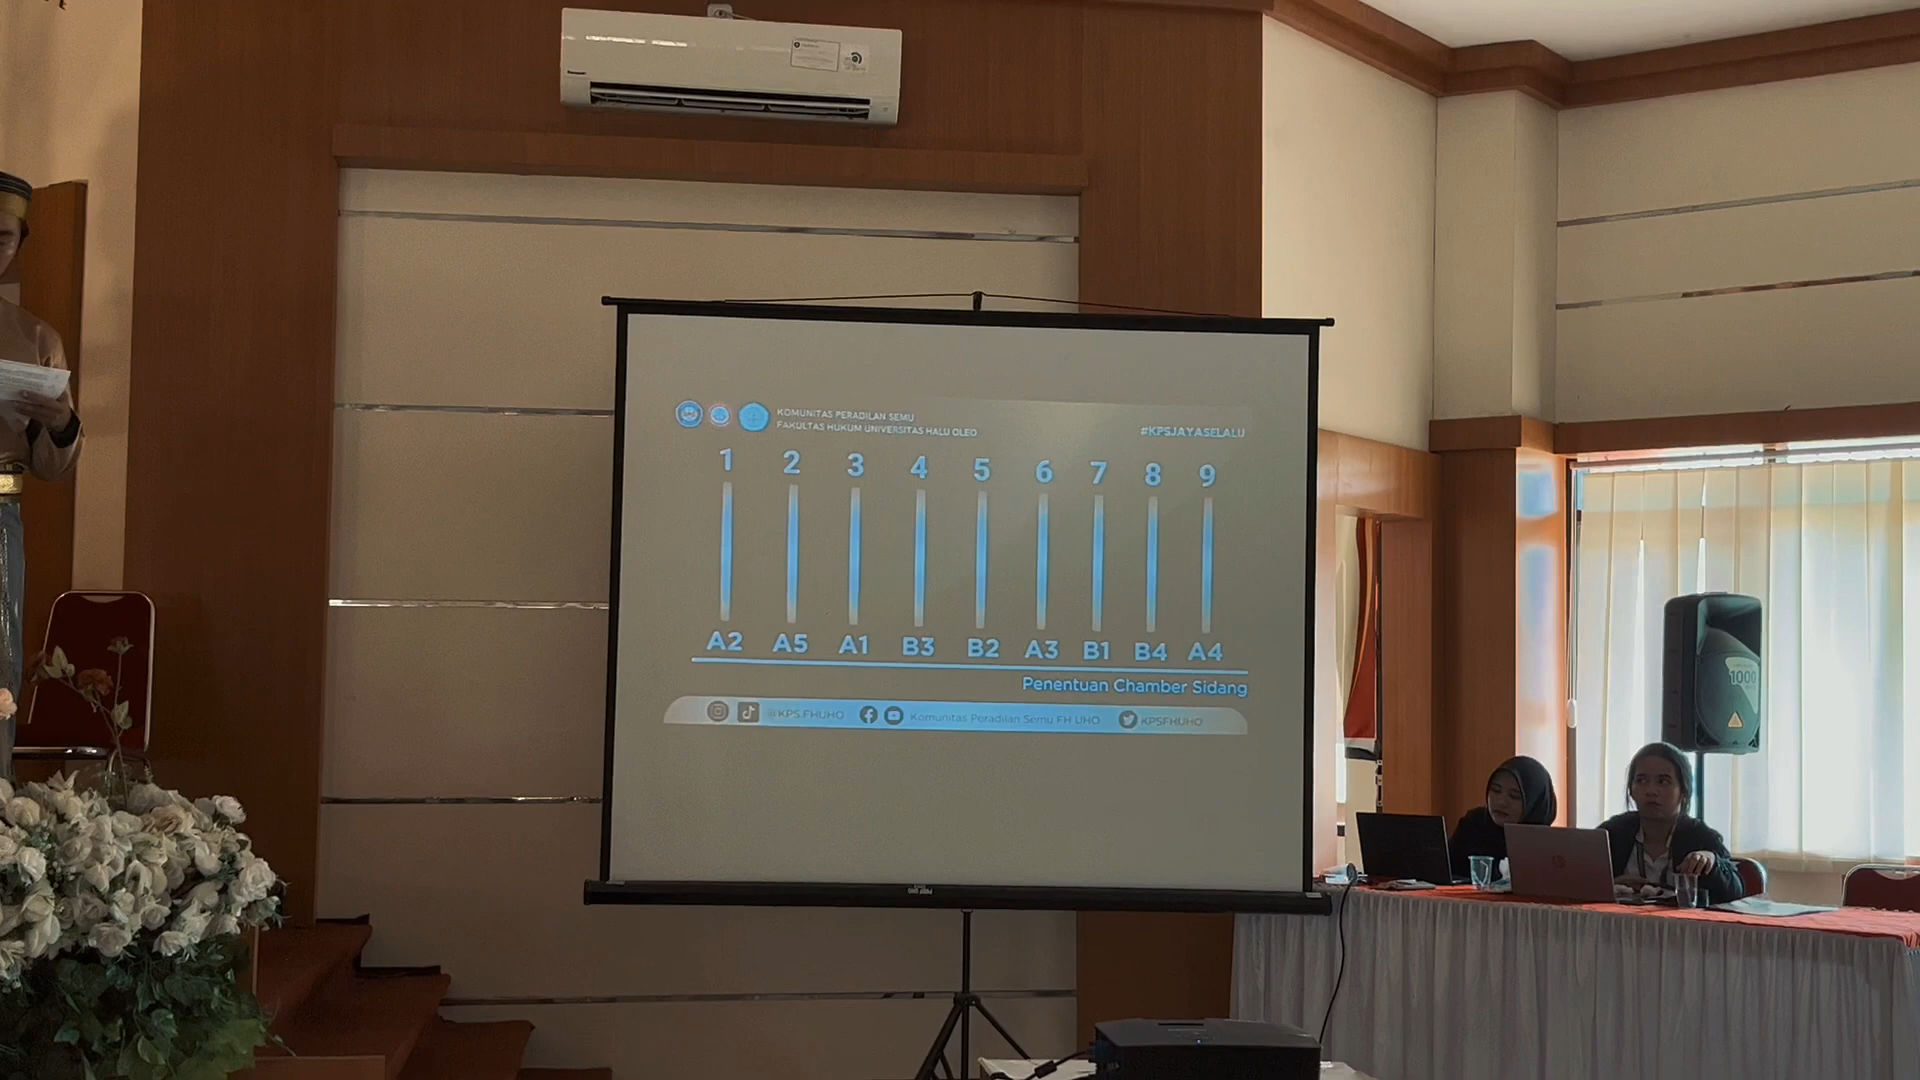 KOMUNITAS PERADILAN SEMU
FAKULTAS HUKUM UNIVERSITAS HALU OLEO
#KPSJAYASELALU
1 2 3 4 5 6 7 8 9
A2 A5 A1 B3 B2 A3 B1 B4 A4
Penentuan Chamber Sidang
@KPS.FHUHO Komunitas Peradilan Semu FH UHO KPSFHUHO
Panasonic
1000